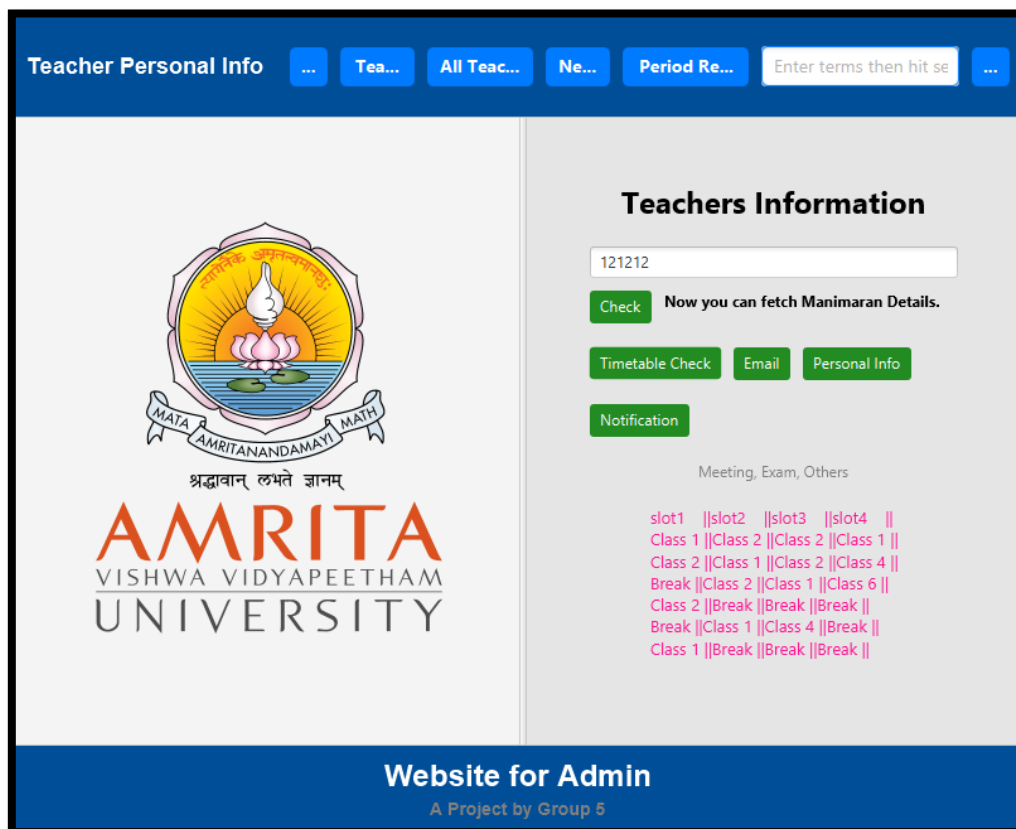 Teacher Personal Info ... Tea... All Teac... Ne... Period Re... Enter terms then hit se ...
त्यागेनैके अमृतत्वमानशुः
MATA AMRITANANDAMAYI MATH
श्रद्धावान् लभते ज्ञानम्
AMRITA
VISHWA VIDYAPEETHAM
UNIVERSITY
Teachers Information
121212
Check Now you can fetch Manimaran Details.
Timetable Check Email Personal Info
Notification
Meeting, Exam, Others
slot1 ||slot2 ||slot3 ||slot4 ||
Class 1 ||Class 2 ||Class 2 ||Class 1 ||
Class 2 ||Class 1 ||Class 2 ||Class 4 ||
Break ||Class 2 ||Class 1 ||Class 6 ||
Class 2 ||Break ||Break ||Break ||
Break ||Class 1 ||Class 4 ||Break ||
Class 1 ||Break ||Break ||Break ||
Website for Admin
A Project by Group 5